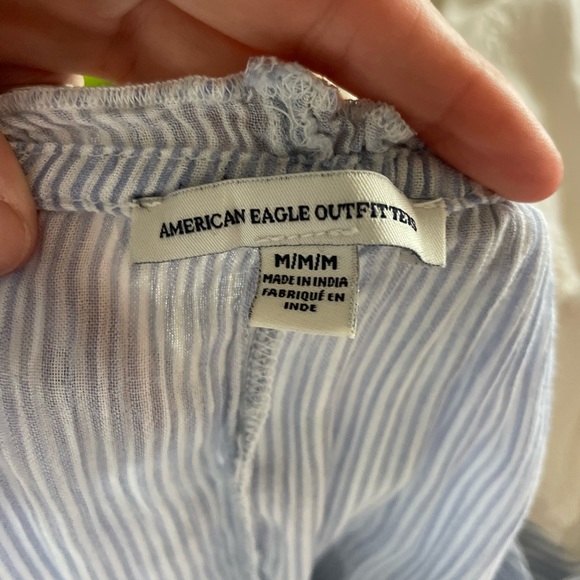 AMERICAN EAGLE OUTFITTERS
M/M/M
MADE IN INDIA
FABRIQUÉ EN
INDE